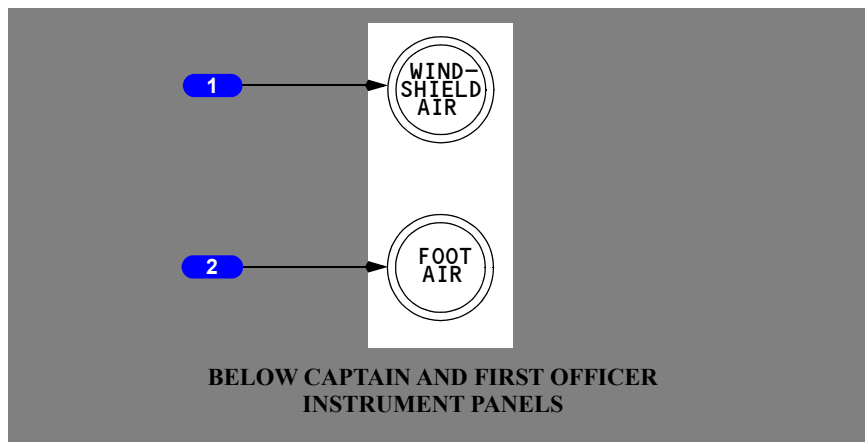 1
WIND-
SHIELD
AIR
2
FOOT
AIR
BELOW CAPTAIN AND FIRST OFFICER
INSTRUMENT PANELS